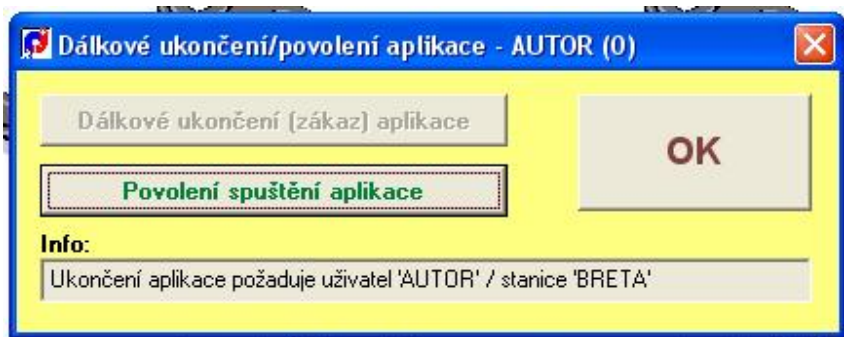 Dálkové ukončení/povolení aplikace - AUTOR (0)
Dálkové ukončení (zákaz) aplikace
OK
Povolení spuštění aplikace
Info:
Ukončení aplikace požaduje uživatel 'AUTOR' / stanice 'BRETA'